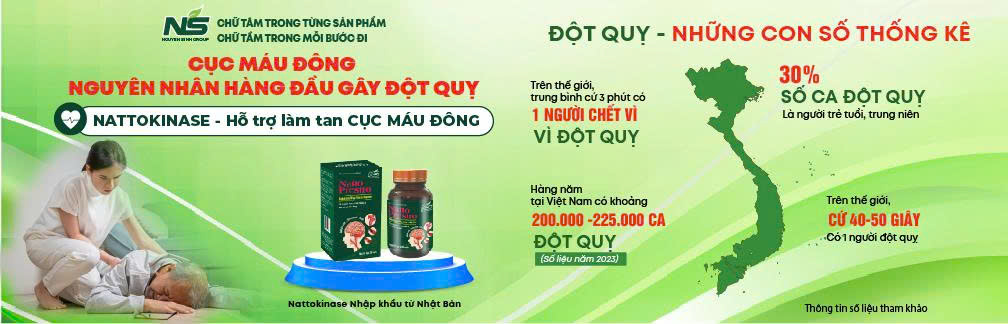 NS
NGUYEN SINH GROUP
CHỮ TÂM TRONG TỪNG SẢN PHẨM
CHỮ TẦM TRONG MỖI BƯỚC ĐI
CỤC MÁU ĐÔNG
NGUYÊN NHÂN HÀNG ĐẦU GÂY ĐỘT QUỴ
NATTOKINASE - Hỗ trợ làm tan CỤC MÁU ĐÔNG
Nattokinase Nhập khẩu từ Nhật Bản
ĐỘT QUỴ - NHỮNG CON SỐ THỐNG KÊ
Trên thế giới,
trung bình cứ 3 phút có
1 NGƯỜI CHẾT VÌ
VÌ ĐỘT QUỴ
30%
SỐ CA ĐỘT QUỴ
Là người trẻ tuổi, trung niên
Hàng năm
tại Việt Nam có khoảng
200.000 -225.000 CA
ĐỘT QUỴ
(Số liệu năm 2023)
Trên thế giới,
CỨ 40-50 GIÂY
Có 1 người đột quỵ
Thông tin số liệu tham khảo